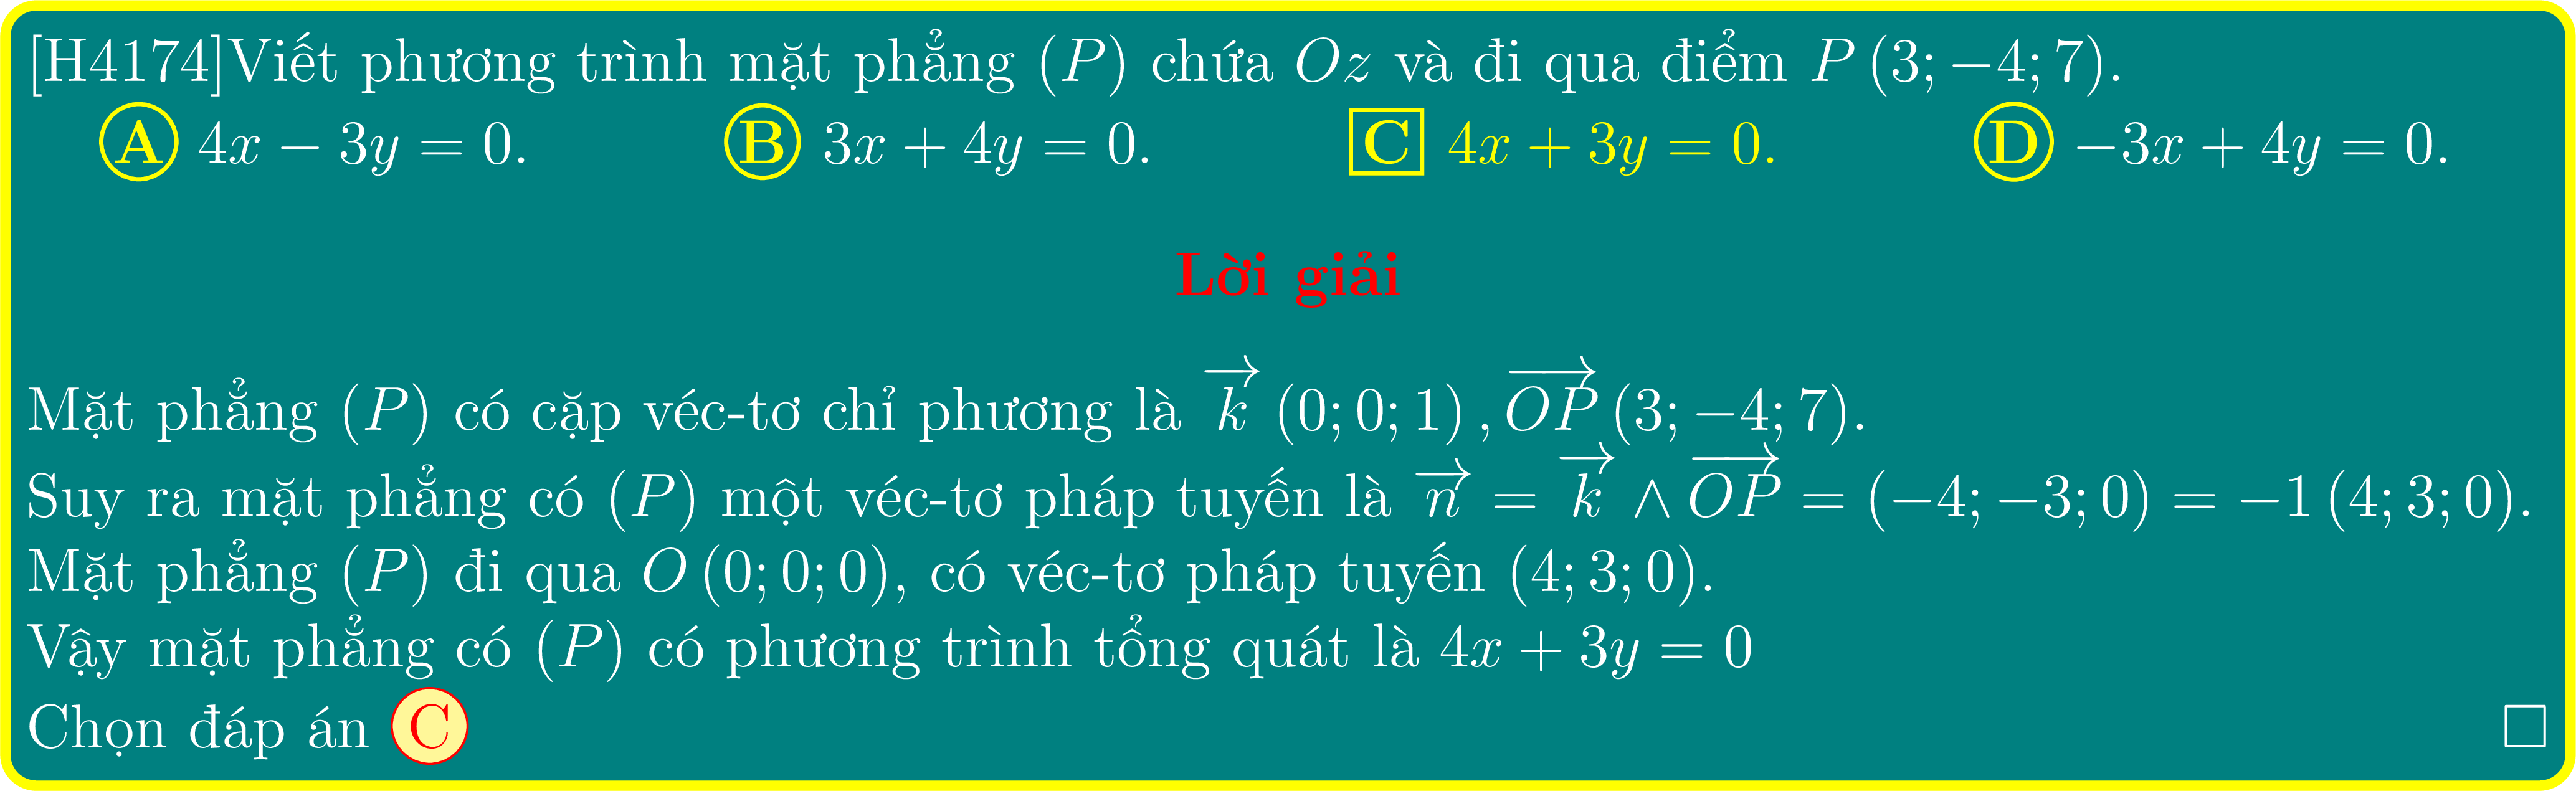 [H4174]Viết phương trình mặt phẳng (P) chứa Oz và đi qua điểm P (3; −4; 7).
A 4x − 3y = 0. B 3x + 4y = 0. C 4x + 3y = 0. D −3x + 4y = 0.
Lời giải
Mặt phẳng (P) có cặp véc-tơ chỉ phương là \overrightarrow{k} (0; 0; 1) , \overrightarrow{OP} (3; −4; 7).
Suy ra mặt phẳng có (P) một véc-tơ pháp tuyến là \overrightarrow{n} = \overrightarrow{k} ∧ \overrightarrow{OP} = (−4; −3; 0) = −1 (4; 3; 0).
Mặt phẳng (P) đi qua O (0; 0; 0), có véc-tơ pháp tuyến (4; 3; 0).
Vậy mặt phẳng có (P) có phương trình tổng quát là 4x + 3y = 0
Chọn đáp án C □